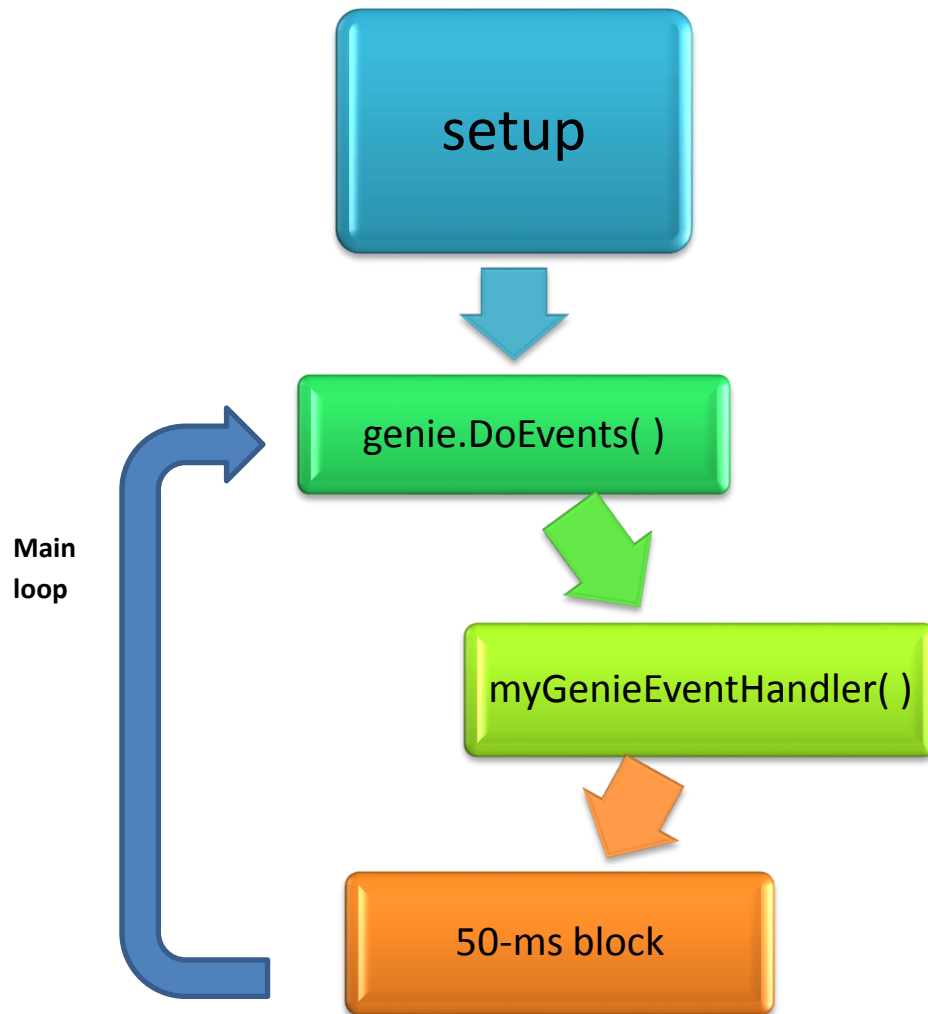 setup
genie.DoEvents( )
Main
loop
myGenieEventHandler( )
50-ms block